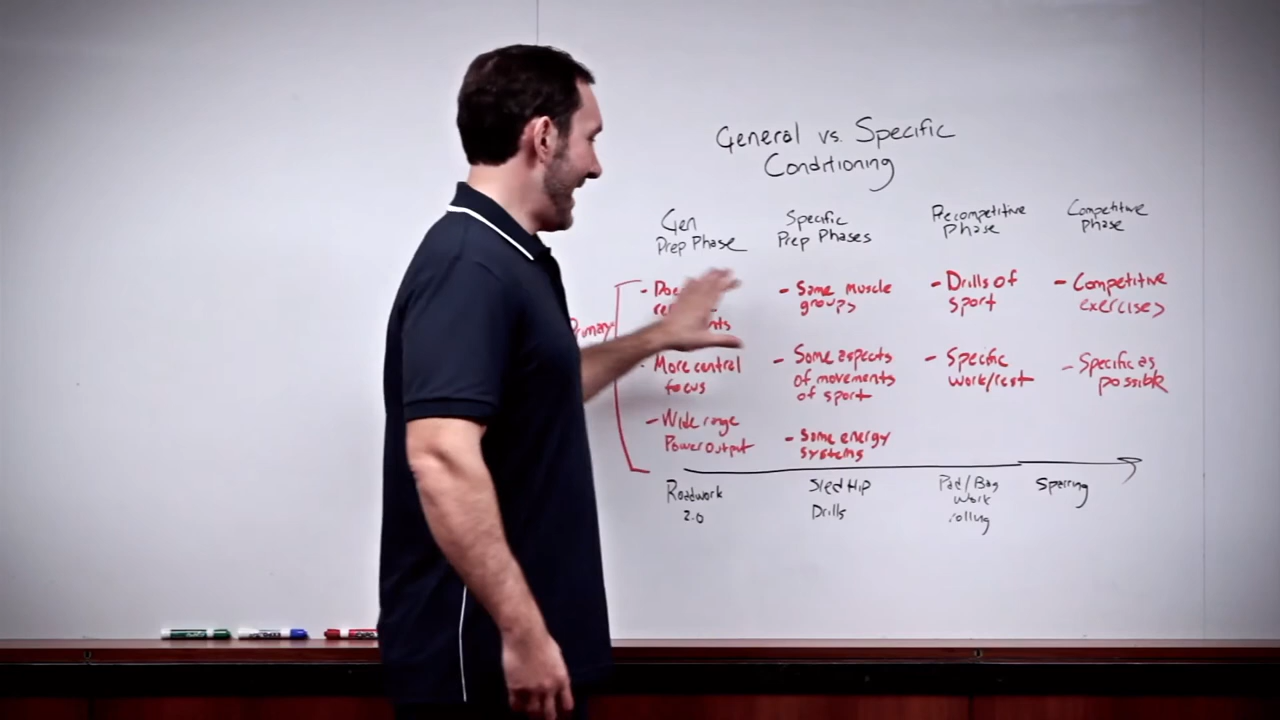 General vs. Specific
Conditioning
Gen
Prep Phase
Specific
Prep Phases
Precompetitive
Phase
Competitive
Phase
Primary
- More central
focus
- Wide range
Power output
- Same muscle
groups
- Some aspects
of movements
of sport
- Same energy
systems
- Drills of
sport
- Specific
work/rest
- Competitive
exercises
- Specific as
possible
Roadwork
2.0
Sled Hip
Drills
Pad/Bag
Work
rolling
Sparring